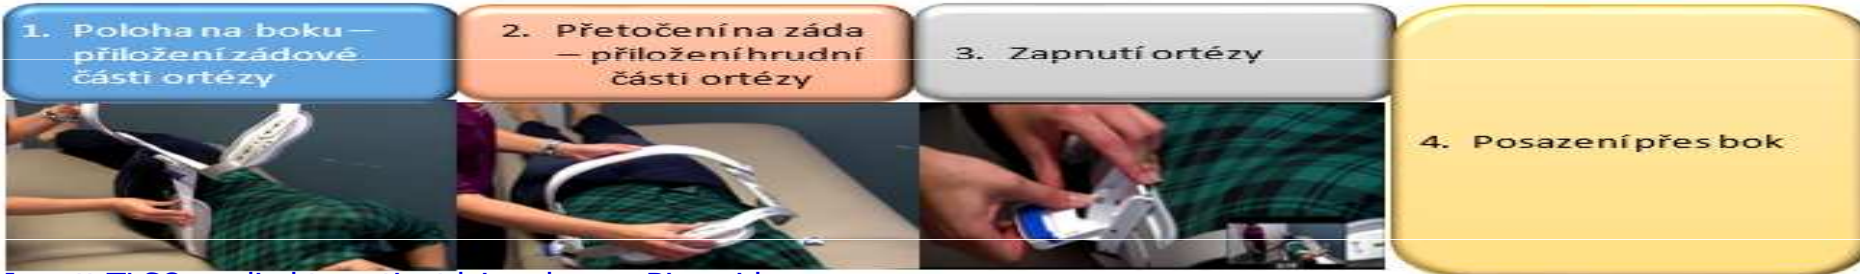 1. Poloha na boku –
přiložení zádové
části ortézy
2. Přetočení na záda
– přiložení hrudní
části ortézy
3. Zapnutí ortézy
4. Posazení přes bok